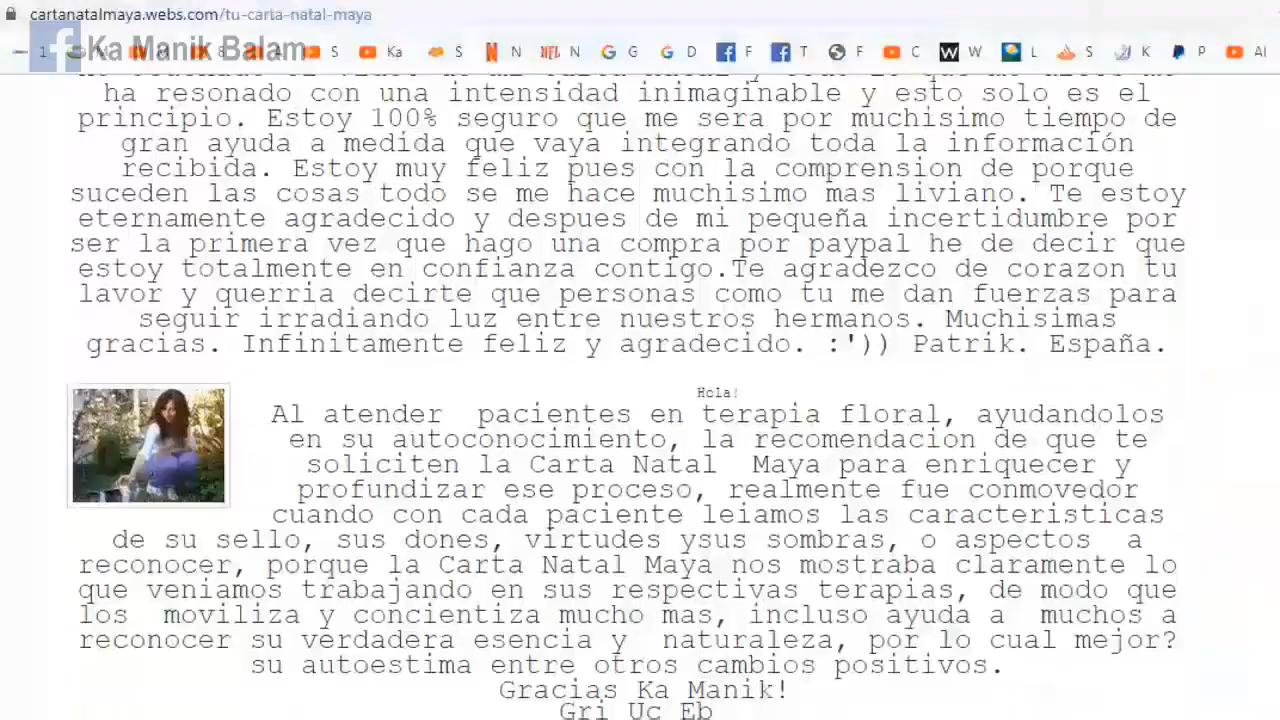 cartanatalmaya.webs.com/tu-carta-natal-maya
Ka Manik Balam
1 S Ka S N N G D F T F C W L S K P Al
ha resonado con una intensidad inimaginable y esto solo es el
principio. Estoy 100% seguro que me sera por muchisimo tiempo de
gran ayuda a medida que vaya integrando toda la información
recibida. Estoy muy feliz pues con la comprension de porque
suceden las cosas todo se me hace muchisimo mas liviano. Te estoy
eternamente agradecido y despues de mi pequeña incertidumbre por
ser la primera vez que hago una compra por paypal he de decir que
estoy totalmente en confianza contigo.Te agradezco de corazon tu
lavor y querria decirte que personas como tu me dan fuerzas para
seguir irradiando luz entre nuestros hermanos. Muchisimas
gracias. Infinitamente feliz y agradecido. :')) Patrik. España.
Hola!
Al atender pacientes en terapia floral, ayudandolos
en su autoconocimiento, la recomendacion de que te
soliciten la Carta Natal Maya para enriquecer y
profundizar ese proceso, realmente fue conmovedor
cuando con cada paciente leiamos las caracteristicas
de su sello, sus dones, virtudes ysus sombras, o aspectos a
reconocer, porque la Carta Natal Maya nos mostraba claramente lo
que veniamos trabajando en sus respectivas terapias, de modo que
los moviliza y concientiza mucho mas, incluso ayuda a muchos a
reconocer su verdadera esencia y naturaleza, por lo cual mejor?
su autoestima entre otros cambios positivos.
Gracias Ka Manik!
Gri Uc Eb